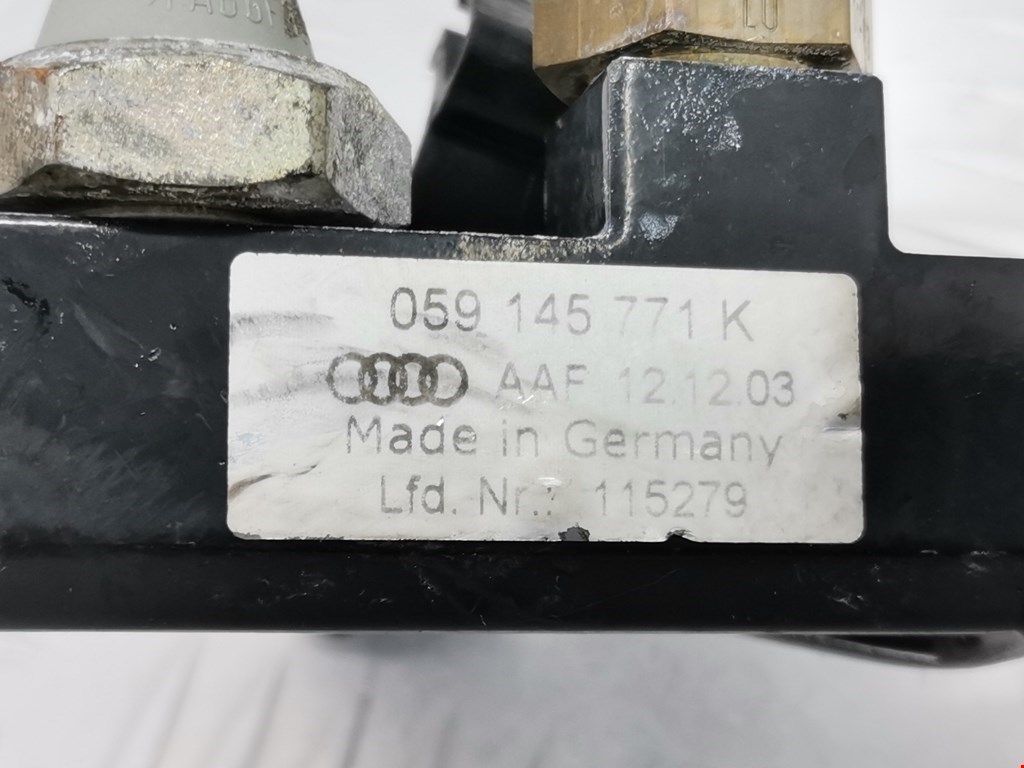 059 145 771 K
AAF 12.12.03
Made in Germany
Lfd. Nr.: 115279